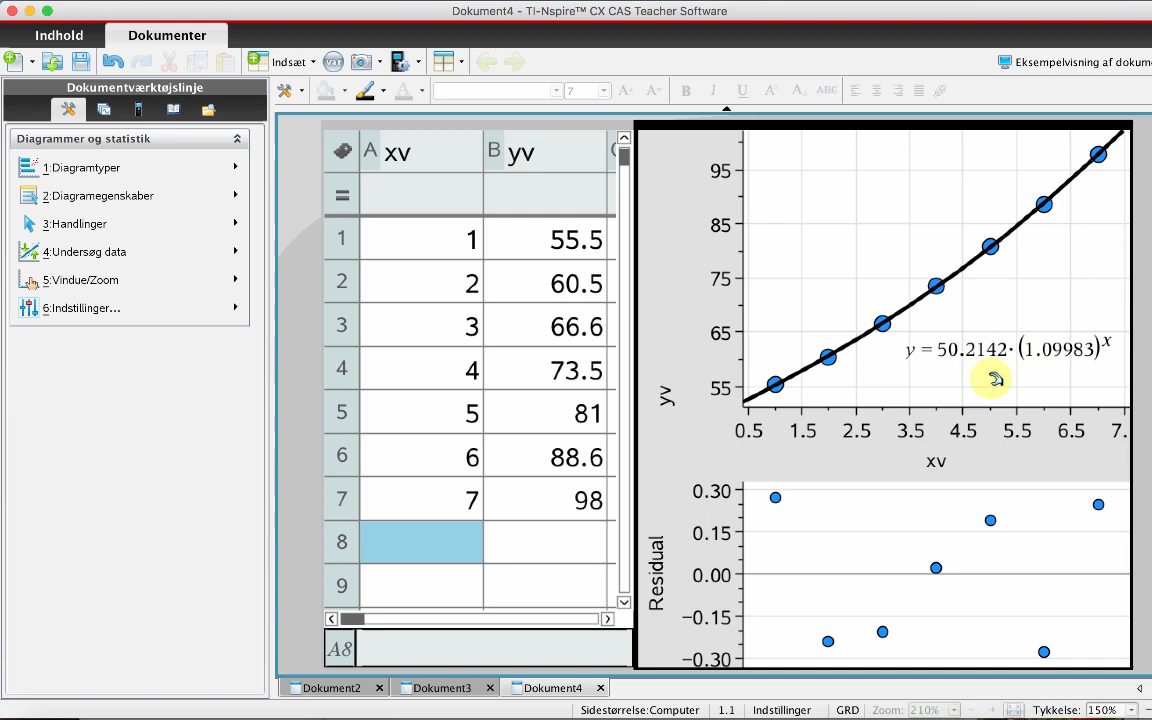 Dokument4 - TI-Nspire™ CX CAS Teacher Software
Indhold
Dokumenter
Indsæt
var
Eksempelvisning af dokum
Dokumentværktøjslinje
7
B I U A A ABC
Diagrammer og statistik
1:Diagramtyper
2:Diagramegenskaber
3:Handlinger
4:Undersøg data
5:Vindue/Zoom
6:Indstillinger...
A xv B yv
=
1 1 55.5
2 2 60.5
3 3 66.6
4 4 73.5
5 5 81
6 6 88.6
7 7 98
8
9
A8
95
85
75
65
55
yv
y = 50.2142·(1.09983)^x
0.5 1.5 2.5 3.5 4.5 5.5 6.5 7.
xv
0.30
0.15
0.00
−0.15
−0.30
Residual
Dokument2 Dokument3 Dokument4
Sidestørrelse:Computer 1.1 Indstillinger GRD Zoom: 210% Tykkelse: 150%